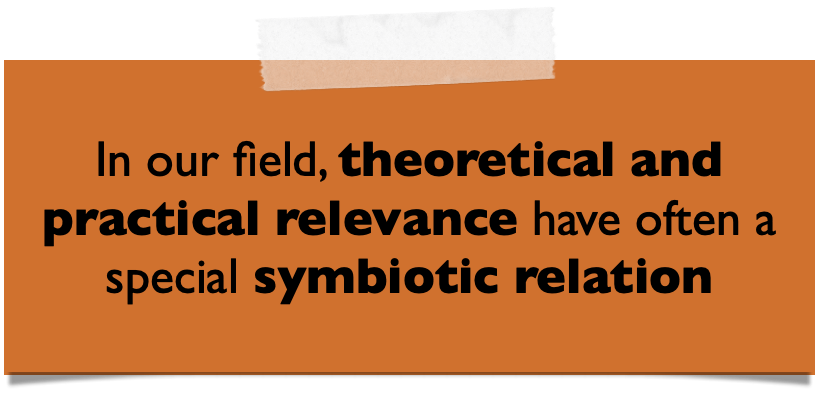 In our field, theoretical and
practical relevance have often a
special symbiotic relation